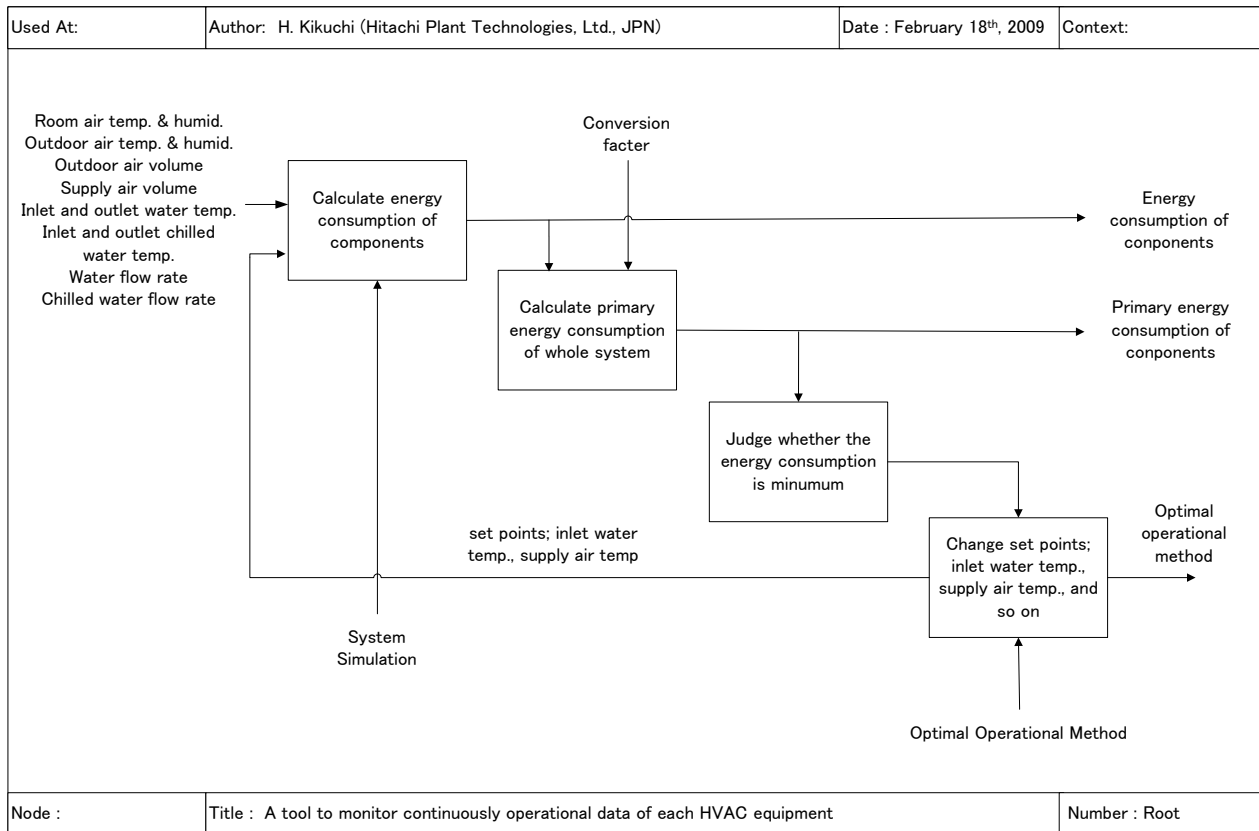 Used At:
Author: H. Kikuchi (Hitachi Plant Technologies, Ltd., JPN)
Date : February 18th, 2009
Context:
Room air temp. & humid.
Outdoor air temp. & humid.
Outdoor air volume
Supply air volume
Inlet and outlet water temp.
Inlet and outlet chilled
water temp.
Water flow rate
Chilled water flow rate
Calculate energy
consumption of
conponents
Conversion
facter
Energy
consumption of
conponents
Calculate primary
energy consumption
of whole system
Primary energy
consumption of
conponents
Judge whether the
energy consumption
is minumum
set points; inlet water
temp., supply air temp
Change set points;
inlet water temp.,
supply air temp., and
so on
Optimal
operational
method
System
Simulation
Optimal Operational Method
Node :
Title : A tool to monitor continuously operational data of each HVAC equipment
Number : Root